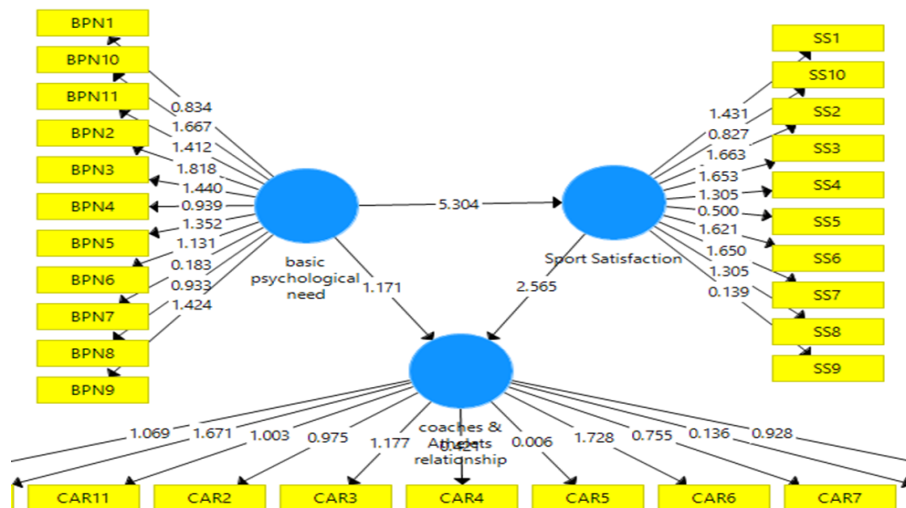 BPN1
BPN10
BPN11
BPN2
BPN3
BPN4
BPN5
BPN6
BPN7
BPN8
BPN9
0.834
1.667
1.412
1.818
1.440
0.939
1.352
1.131
0.183
0.933
1.424
basic
psychological
need
5.304
1.171
2.565
Sport Satisfaction
1.431
0.827
1.663
1.653
1.305
0.500
1.621
1.650
1.305
0.139
SS1
SS10
SS2
SS3
SS4
SS5
SS6
SS7
SS8
SS9
coaches &
Athelets
relationship
1.069
1.671
1.003
0.975
1.177
0.421
0.006
1.728
0.755
0.136
0.928
CAR11
CAR2
CAR3
CAR4
CAR5
CAR6
CAR7